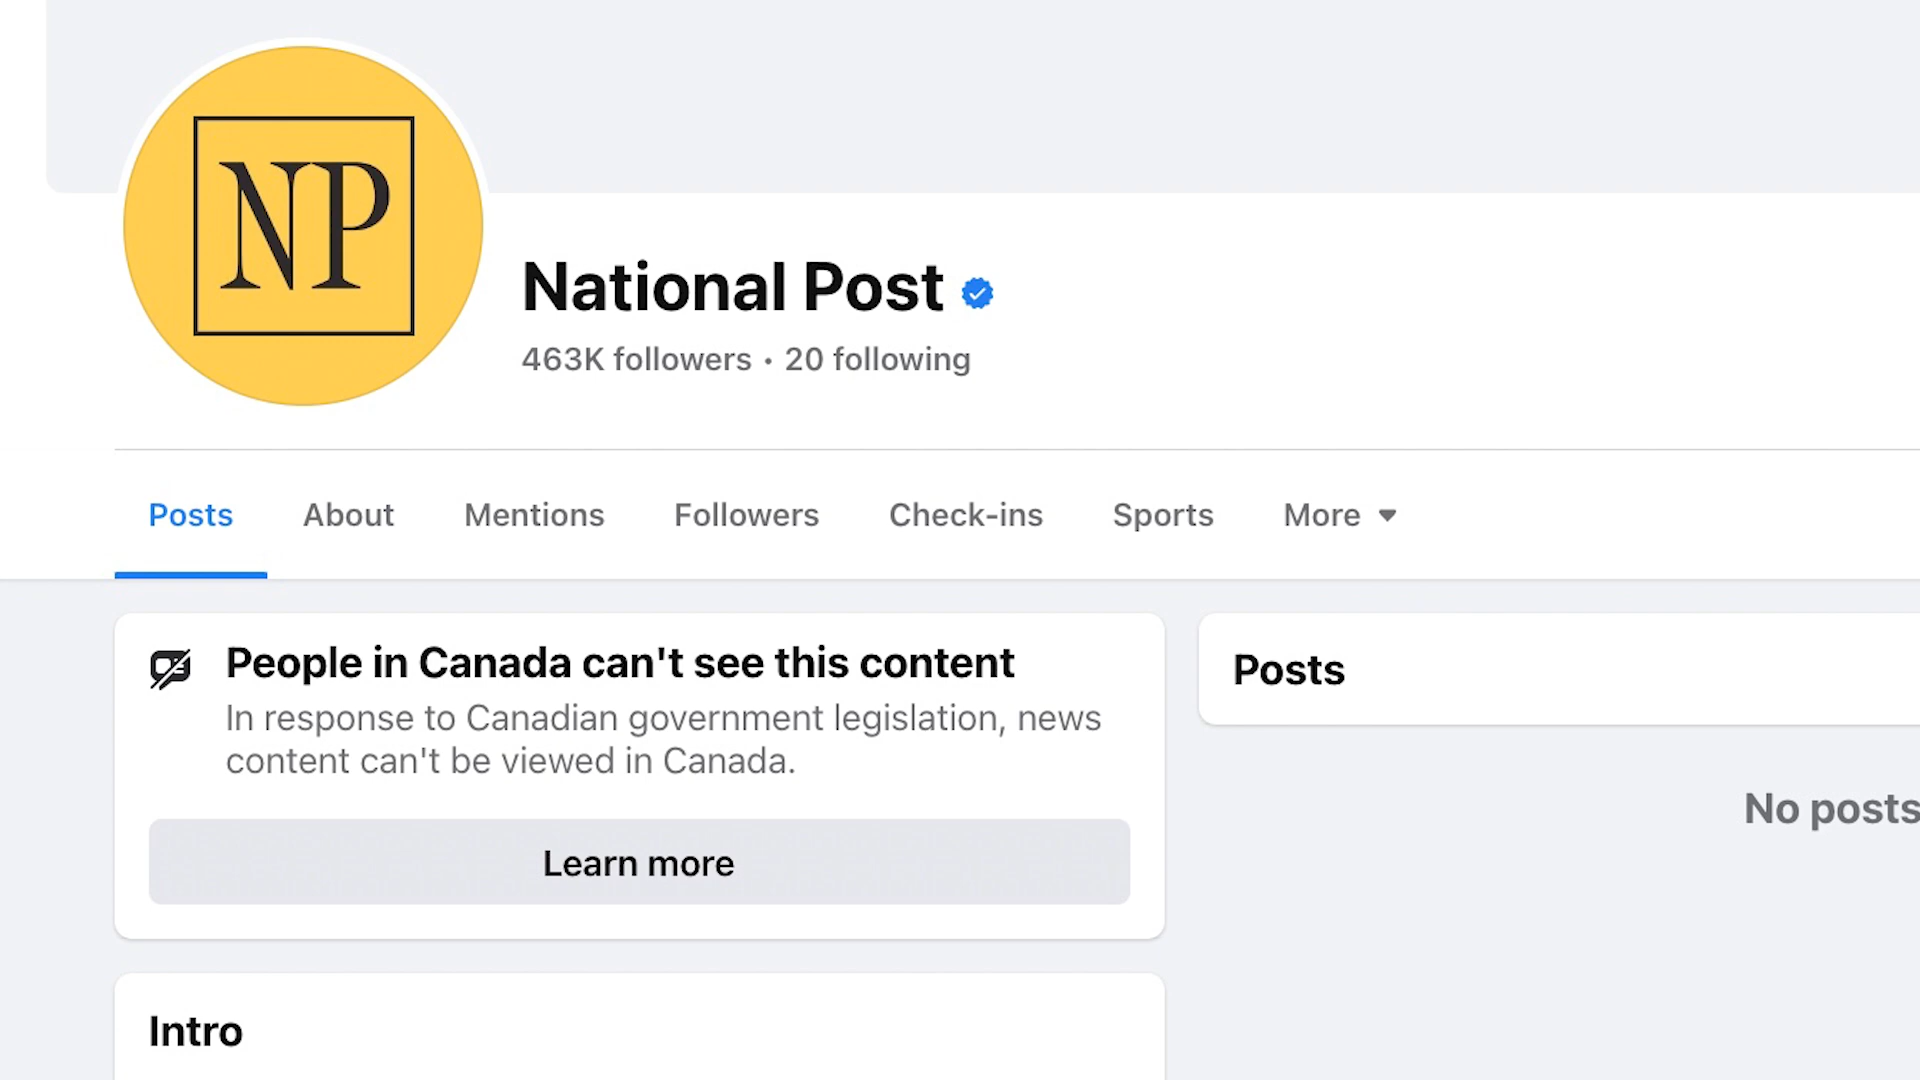 NP
National Post
463K followers • 20 following
Posts
About
Mentions
Followers
Check-ins
Sports
More
People in Canada can't see this content
In response to Canadian government legislation, news
content can't be viewed in Canada.
Learn more
Intro
Posts
No posts